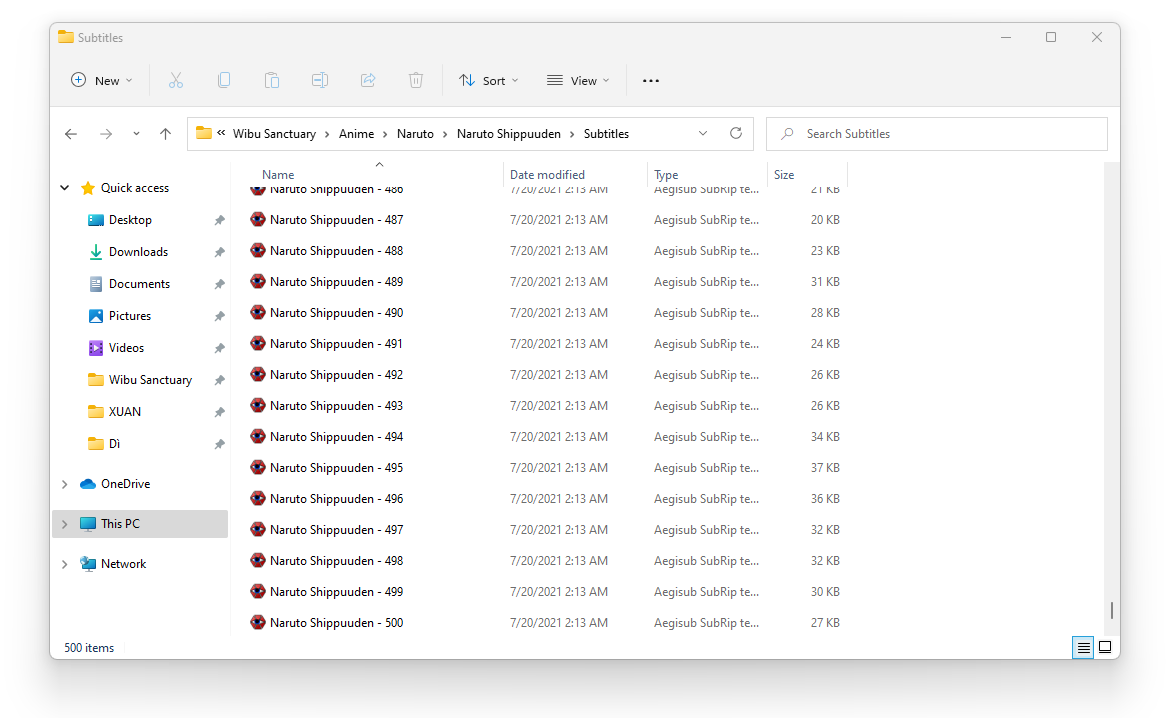 Subtitles
New Sort View
« Wibu Sanctuary > Anime > Naruto > Naruto Shippuuden > Subtitles
Search Subtitles
Quick access
Desktop
Downloads
Documents
Pictures
Videos
Wibu Sanctuary
XUAN
Dì
OneDrive
This PC
Network
Name Date modified Type Size
Naruto Shippuuden - 486 7/20/2021 2:13 AM Aegisub SubRip te... 21 KB
Naruto Shippuuden - 487 7/20/2021 2:13 AM Aegisub SubRip te... 20 KB
Naruto Shippuuden - 488 7/20/2021 2:13 AM Aegisub SubRip te... 23 KB
Naruto Shippuuden - 489 7/20/2021 2:13 AM Aegisub SubRip te... 31 KB
Naruto Shippuuden - 490 7/20/2021 2:13 AM Aegisub SubRip te... 28 KB
Naruto Shippuuden - 491 7/20/2021 2:13 AM Aegisub SubRip te... 24 KB
Naruto Shippuuden - 492 7/20/2021 2:13 AM Aegisub SubRip te... 26 KB
Naruto Shippuuden - 493 7/20/2021 2:13 AM Aegisub SubRip te... 26 KB
Naruto Shippuuden - 494 7/20/2021 2:13 AM Aegisub SubRip te... 34 KB
Naruto Shippuuden - 495 7/20/2021 2:13 AM Aegisub SubRip te... 37 KB
Naruto Shippuuden - 496 7/20/2021 2:13 AM Aegisub SubRip te... 36 KB
Naruto Shippuuden - 497 7/20/2021 2:13 AM Aegisub SubRip te... 32 KB
Naruto Shippuuden - 498 7/20/2021 2:13 AM Aegisub SubRip te... 32 KB
Naruto Shippuuden - 499 7/20/2021 2:13 AM Aegisub SubRip te... 30 KB
Naruto Shippuuden - 500 7/20/2021 2:13 AM Aegisub SubRip te... 27 KB
500 items